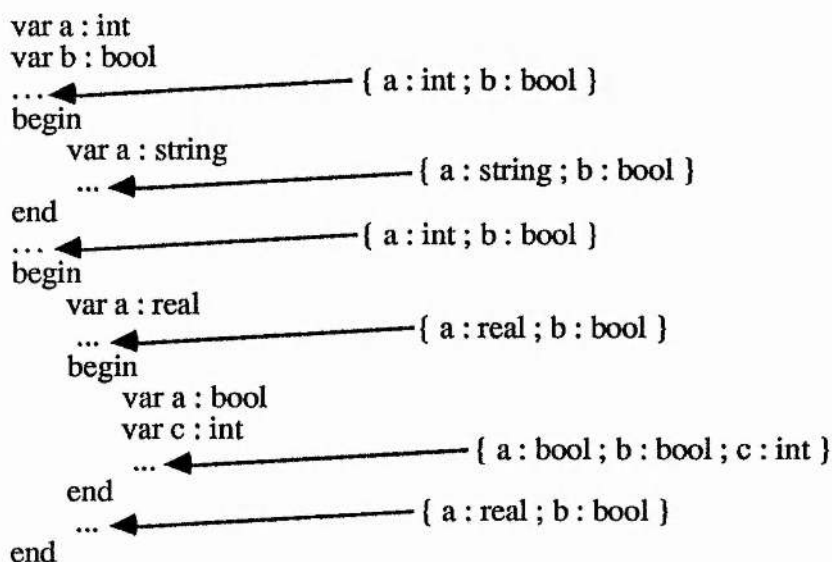 var a : int
var b : bool
... { a : int ; b : bool }
begin
var a : string
... { a : string ; b : bool }
end
... { a : int ; b : bool }
begin
var a : real
... { a : real ; b : bool }
begin
var a : bool
var c : int
... { a : bool ; b : bool ; c : int }
end
... { a : real ; b : bool }
end